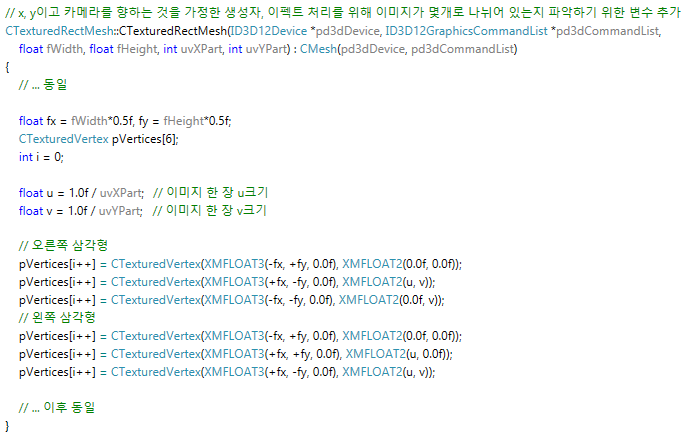 // x, y이고 카메라를 향하는 것을 가정한 생성자, 이펙트 처리를 위해 이미지가 몇개로 나뉘어 있는지 파악하기 위한 변수 추가
CTexturedRectMesh::CTexturedRectMesh(ID3D12Device *pd3dDevice, ID3D12GraphicsCommandList *pd3dCommandList,
float fWidth, float fHeight, int uvXPart, int uvYPart) : CMesh(pd3dDevice, pd3dCommandList)
{
// ... 동일
float fx = fWidth*0.5f, fy = fHeight*0.5f;
CTexturedVertex pVertices[6];
int i = 0;
float u = 1.0f / uvXPart; // 이미지 한 장 u크기
float v = 1.0f / uvYPart; // 이미지 한 장 v크기
// 오른쪽 삼각형
pVertices[i++] = CTexturedVertex(XMFLOAT3(-fx, +fy, 0.0f), XMFLOAT2(0.0f, 0.0f));
pVertices[i++] = CTexturedVertex(XMFLOAT3(+fx, -fy, 0.0f), XMFLOAT2(u, v));
pVertices[i++] = CTexturedVertex(XMFLOAT3(-fx, -fy, 0.0f), XMFLOAT2(0.0f, v));
// 왼쪽 삼각형
pVertices[i++] = CTexturedVertex(XMFLOAT3(-fx, +fy, 0.0f), XMFLOAT2(0.0f, 0.0f));
pVertices[i++] = CTexturedVertex(XMFLOAT3(+fx, +fy, 0.0f), XMFLOAT2(u, 0.0f));
pVertices[i++] = CTexturedVertex(XMFLOAT3(+fx, -fy, 0.0f), XMFLOAT2(u, v));
// ... 이후 동일
}